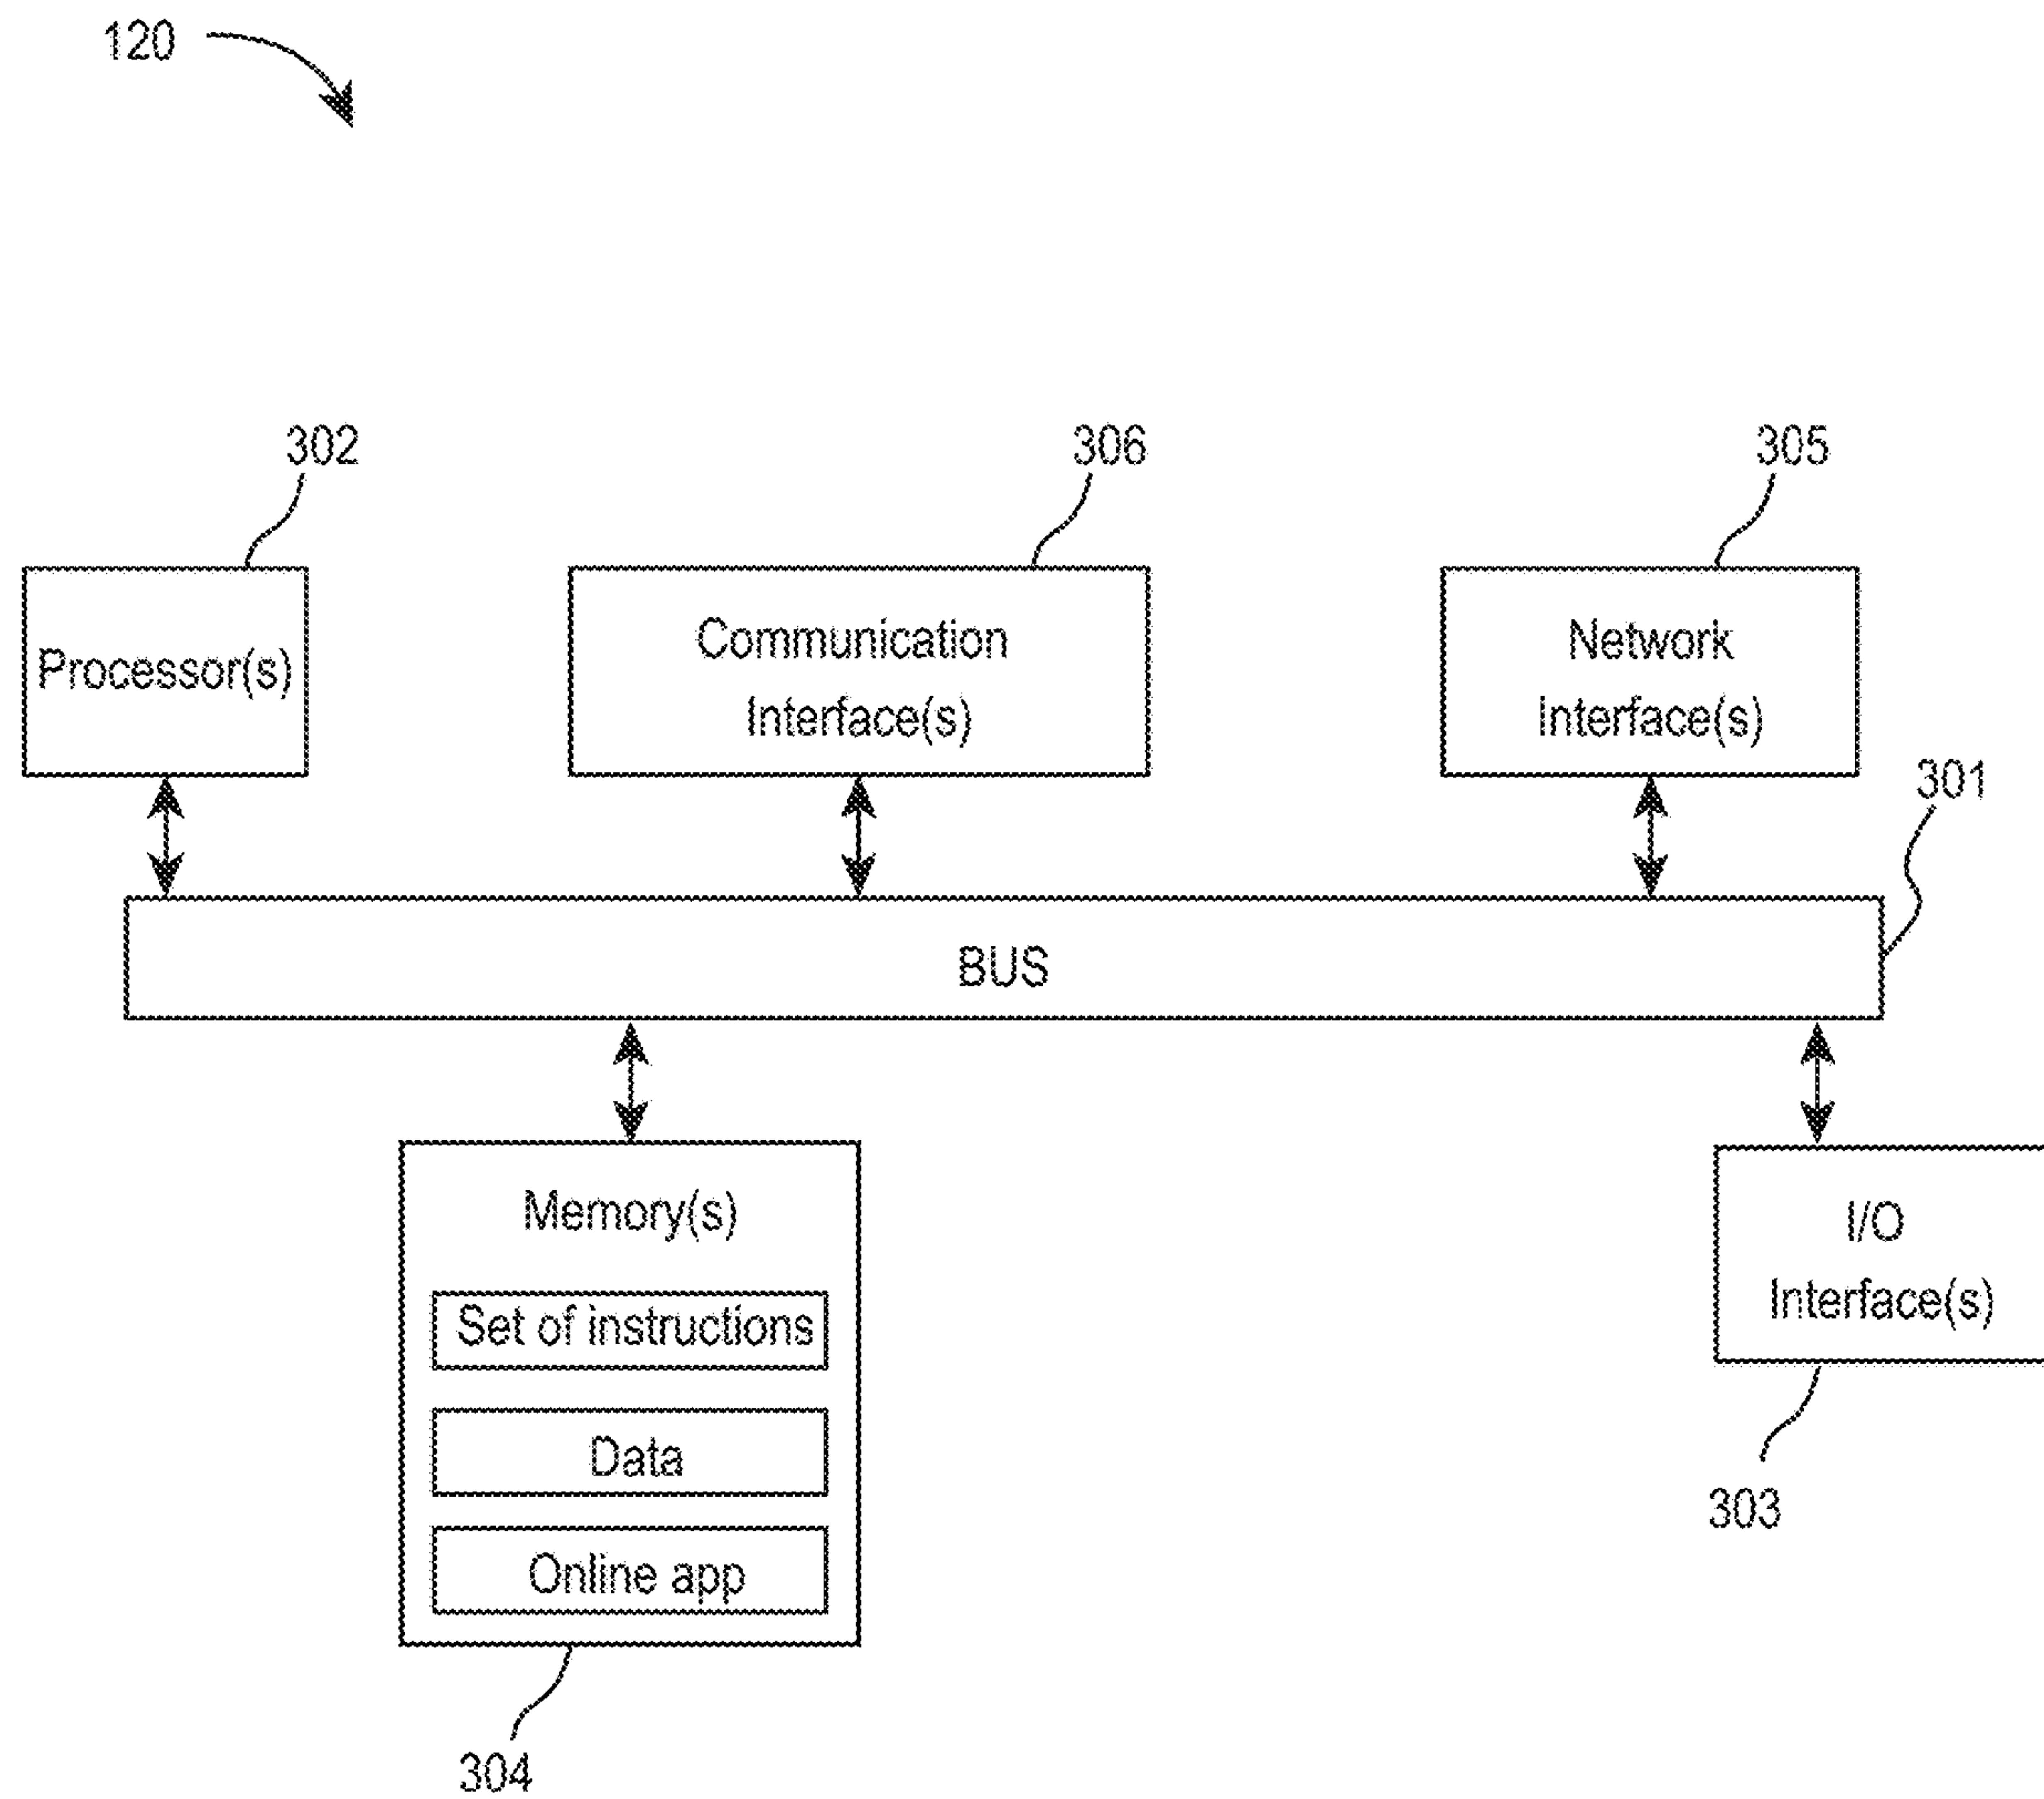 120
302
306
305
Processor(s)
Communication
Interface(s)
Network
Interface(s)
301
BUS
Memory(s)
Set of instructions
Data
Online app
I/O
Interface(s)
303
304